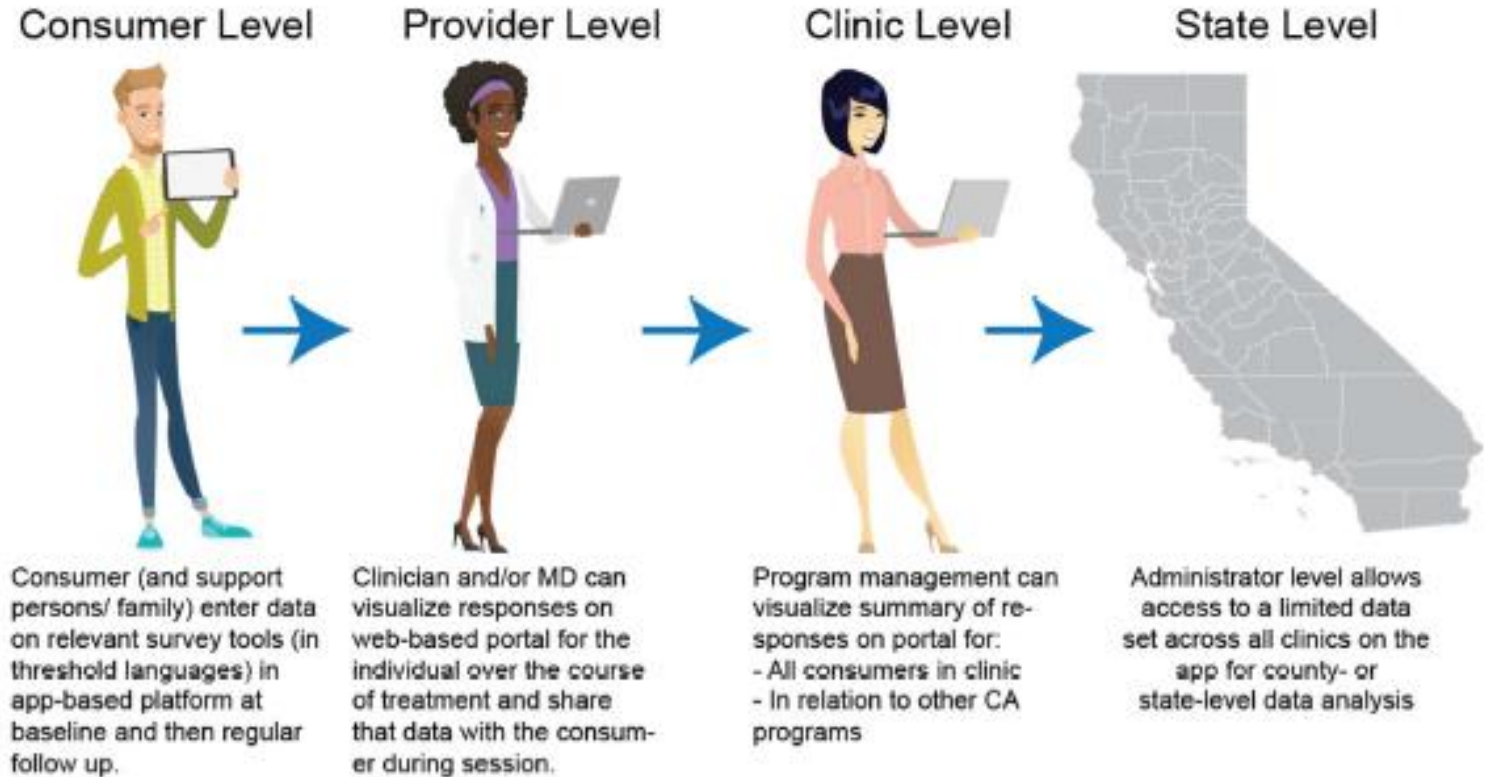 Consumer Level
Provider Level
Clinic Level
State Level
Consumer (and support
persons/ family) enter data
on relevant survey tools (in
threshold languages) in
app-based platform at
baseline and then regular
follow up.
Clinician and/or MD can
visualize responses on
web-based portal for the
individual over the course
of treatment and share
that data with the consum-
er during session.
Program management can
visualize summary of re-
sponses on portal for:
- All consumers in clinic
- In relation to other CA
programs
Administrator level allows
access to a limited data
set across all clinics on the
app for county- or
state-level data analysis